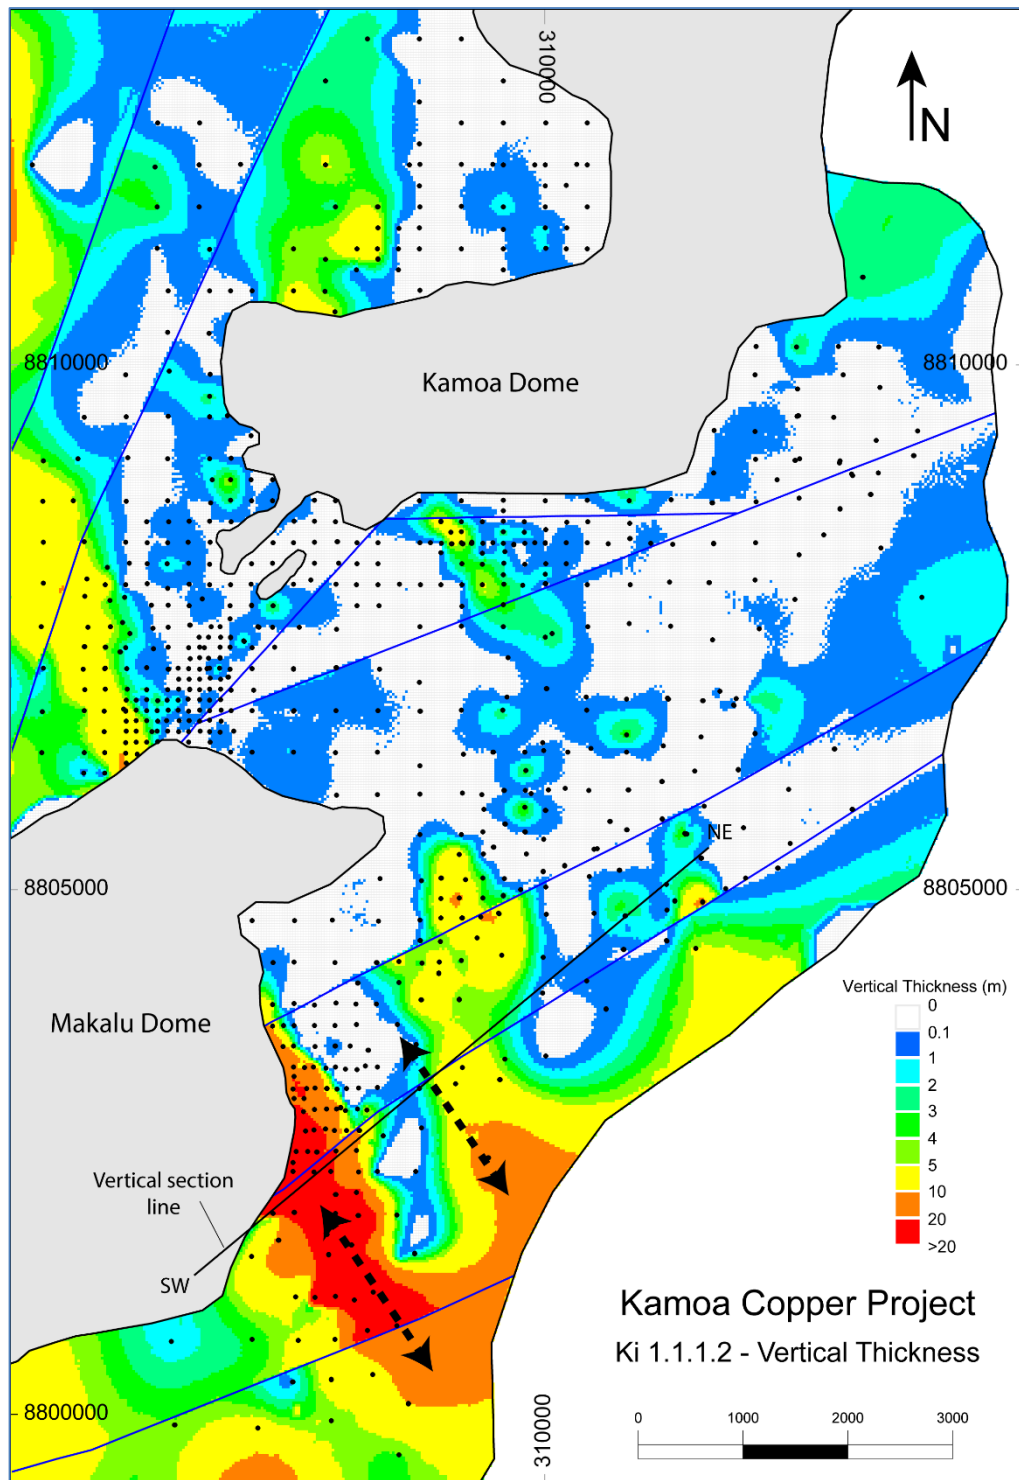 310000
N
8810000
8810000
Kamoa Dome
NE
8805000
8805000
Makalu Dome
Vertical Thickness (m)
0
0.1
1
2
3
4
5
10
20
>20
Vertical section
line
SW
Kamoa Copper Project
Ki 1.1.1.2 - Vertical Thickness
8800000
310000
0 1000 2000 3000